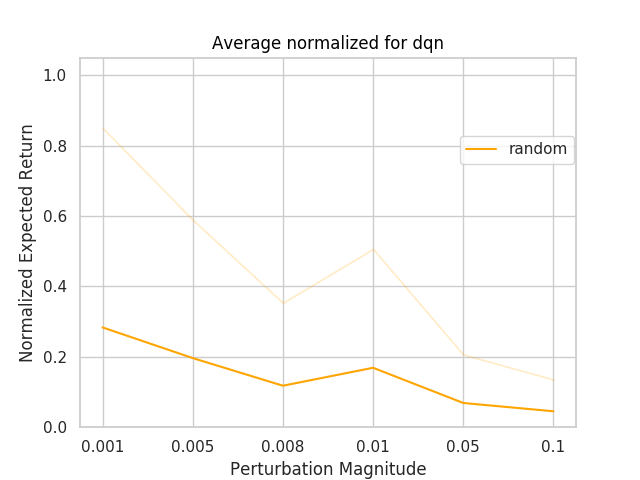 Average normalized for dqn
Normalized Expected Return
1.0
0.8
0.6
0.4
0.2
0.0
random
0.001 0.005 0.008 0.01 0.05 0.1
Perturbation Magnitude